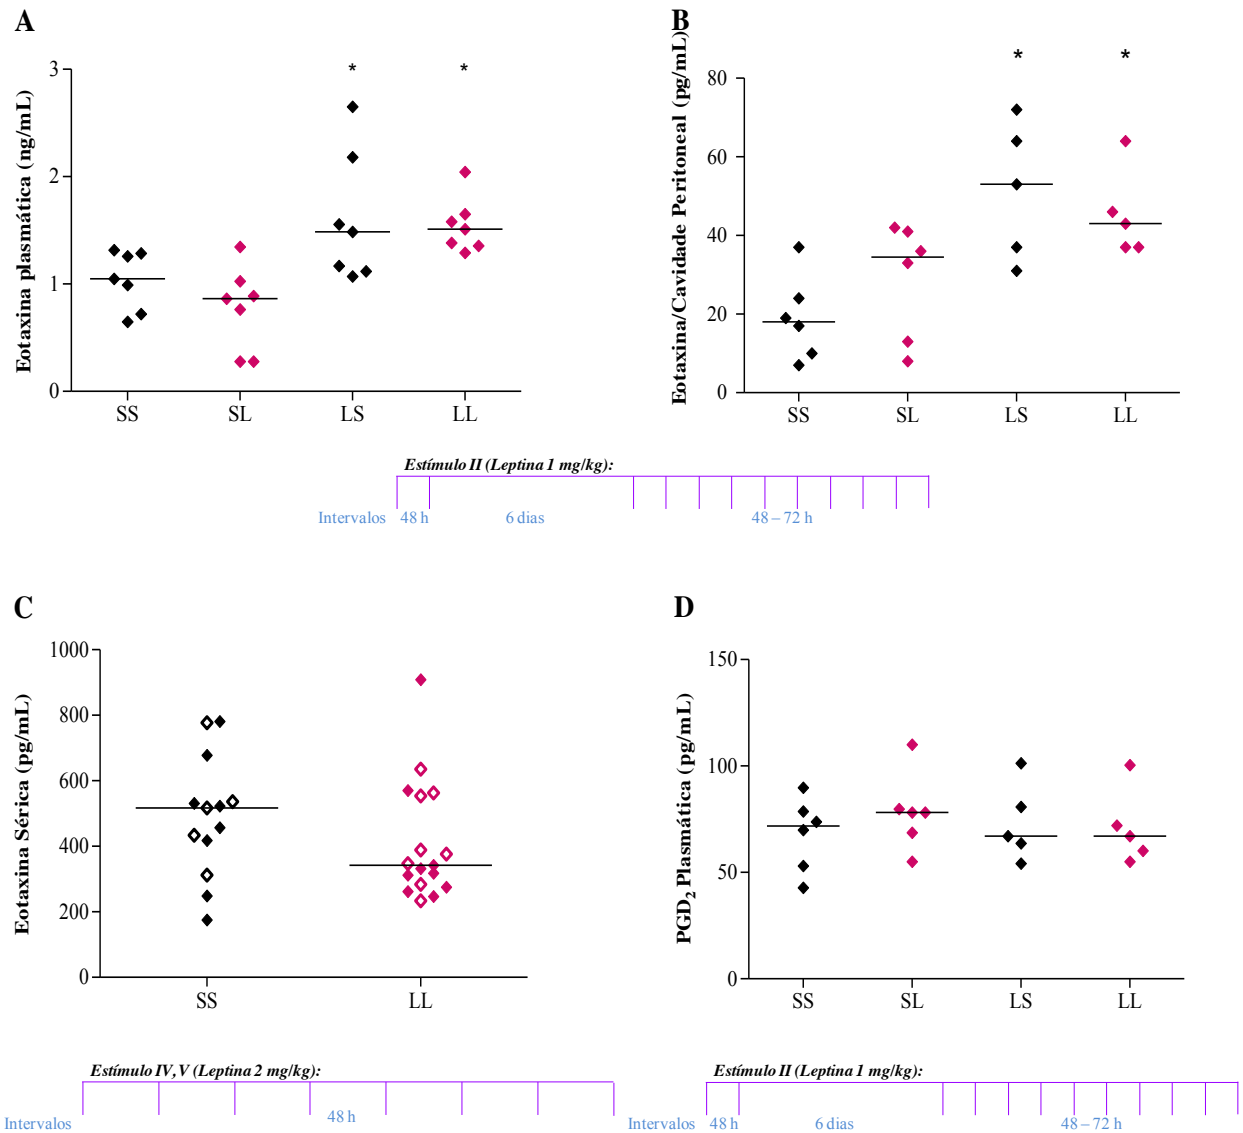 A
Eotaxina plasmática (ng/mL)
3
2
1
0
* *
SS SL LS LL
B
Eotaxina/Cavidade Peritoneal (pg/mL)
80
60
40
20
0
* *
SS SL LS LL
Estímulo II (Leptina 1 mg/kg):
Intervalos 48 h 6 dias 48 – 72 h
C
Eotaxina Sérica (pg/mL)
1000
800
600
400
200
0
SS LL
D
PGD₂ Plasmática (pg/mL)
150
100
50
0
SS SL LS LL
Estímulo IV, V (Leptina 2 mg/kg):
Intervalos 48 h
Estímulo II (Leptina 1 mg/kg):
Intervalos 48 h 6 dias 48 – 72 h